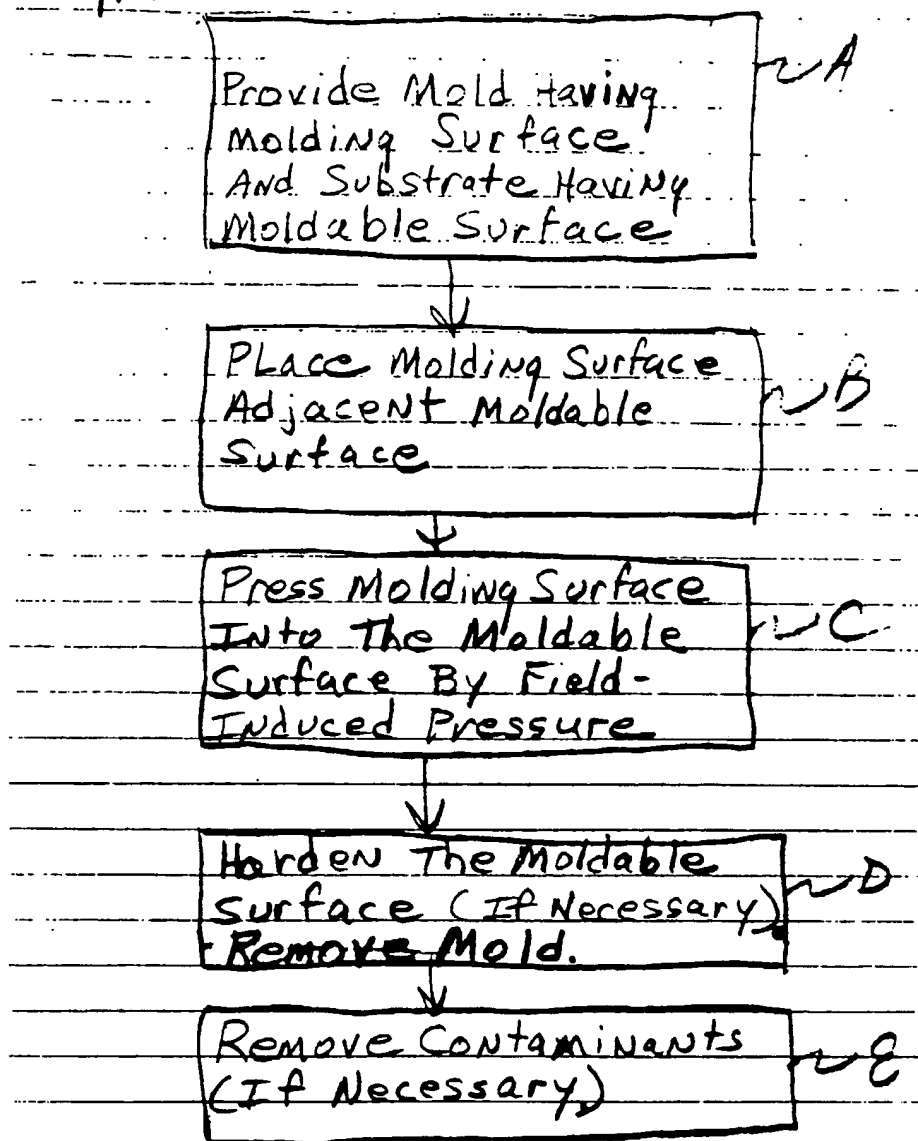 Provide Mold Having A
Molding Surface
And Substrate Having
Moldable Surface
Place Molding Surface B
Adjacent Moldable
Surface
Press Molding Surface
Into The Moldable C
Surface By Field-
Induced Pressure
Harden The Moldable D
Surface (If Necessary).
Remove Mold.
Remove Contaminants E
(If Necessary)